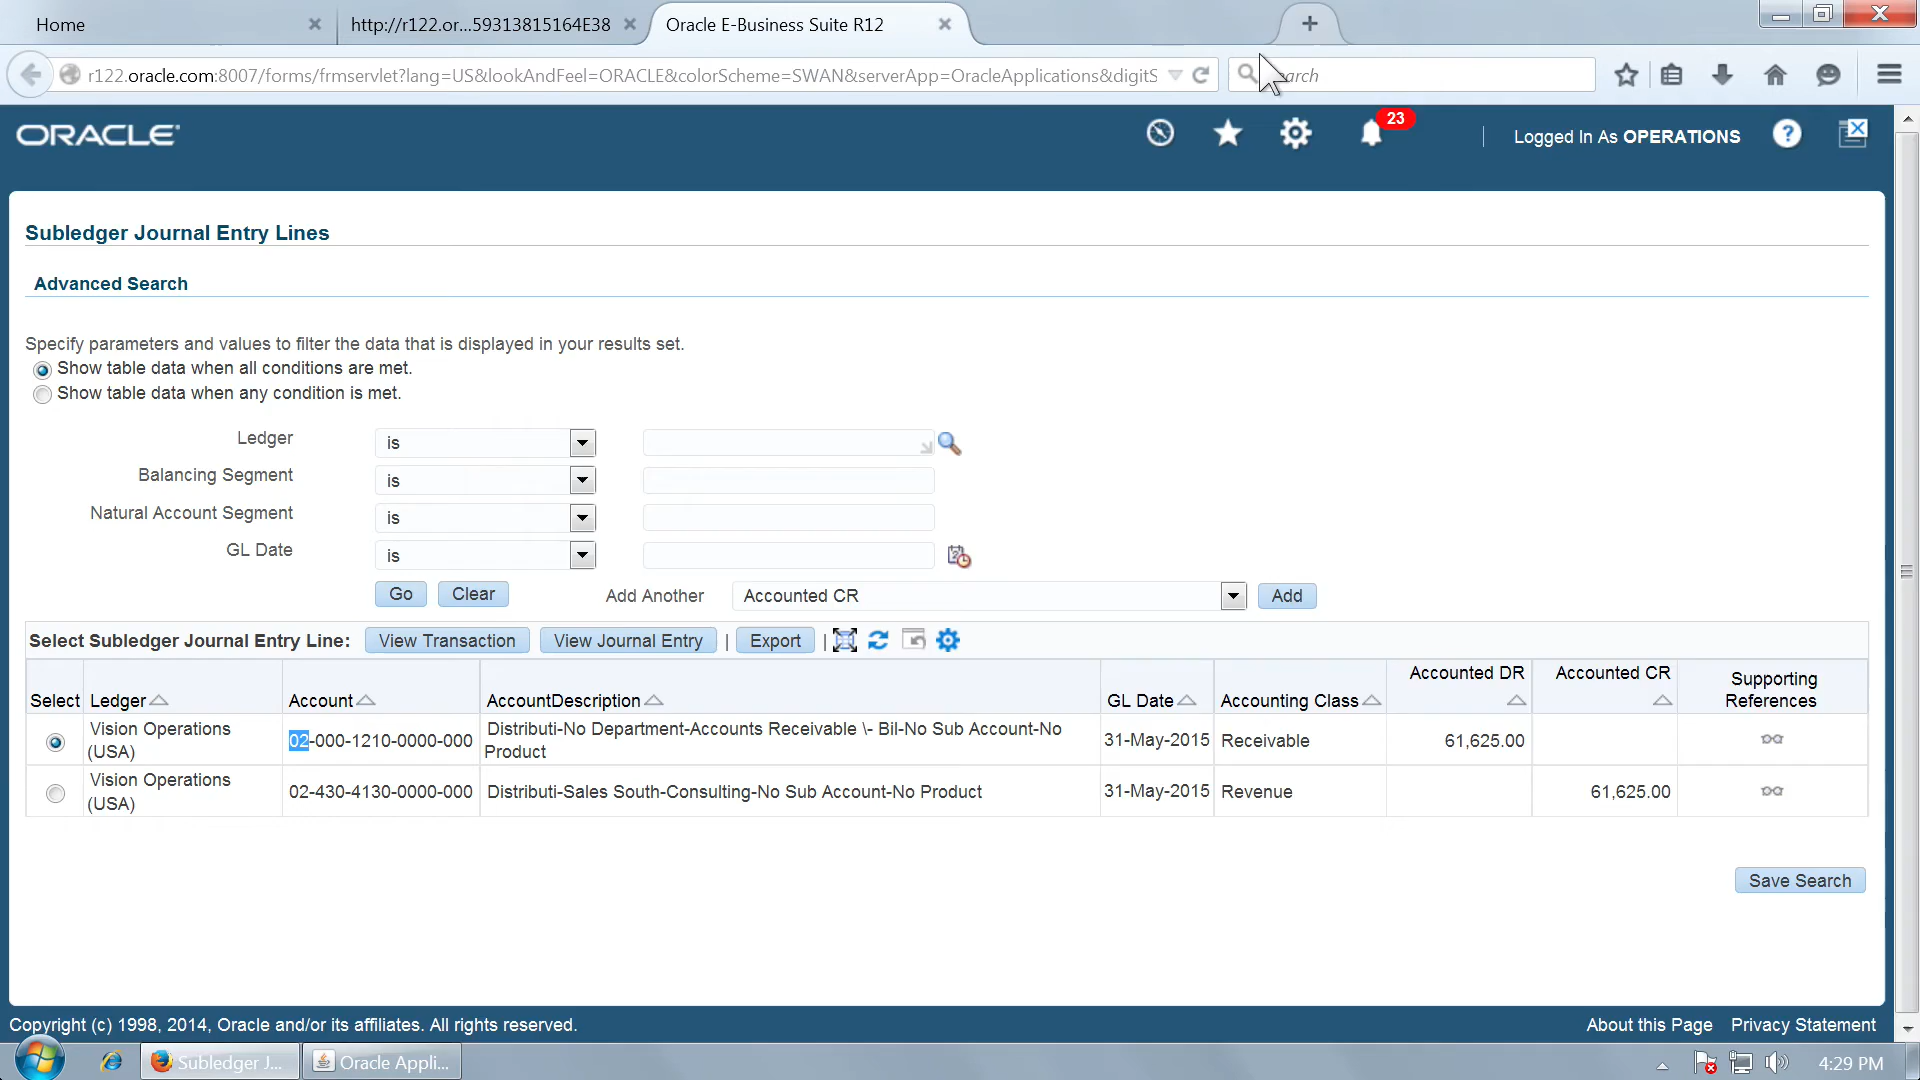 Home
http://r122.or...59313815164E38
Oracle E-Business Suite R12
r122.oracle.com:8007/forms/frmservlet?lang=US&lookAndFeel=ORACLE&colorScheme=SWAN&serverApp=OracleApplications&digitS
arch
ORACLE
23
Logged In As OPERATIONS
Subledger Journal Entry Lines
Advanced Search
Specify parameters and values to filter the data that is displayed in your results set.
Show table data when all conditions are met.
Show table data when any condition is met.
Ledger is
Balancing Segment is
Natural Account Segment is
GL Date is
Go Clear Add Another Accounted CR Add
Select Subledger Journal Entry Line: View Transaction View Journal Entry | Export |
Select Ledger Account AccountDescription GL Date Accounting Class Accounted DR Accounted CR Supporting References
Vision Operations (USA) 02-000-1210-0000-000 Distributi-No Department-Accounts Receivable \- Bil-No Sub Account-No Product 31-May-2015 Receivable 61,625.00
Vision Operations (USA) 02-430-4130-0000-000 Distributi-Sales South-Consulting-No Sub Account-No Product 31-May-2015 Revenue 61,625.00
Save Search
Copyright (c) 1998, 2014, Oracle and/or its affiliates. All rights reserved.
About this Page Privacy Statement
Subledger J...
Oracle Appli...
4:29 PM